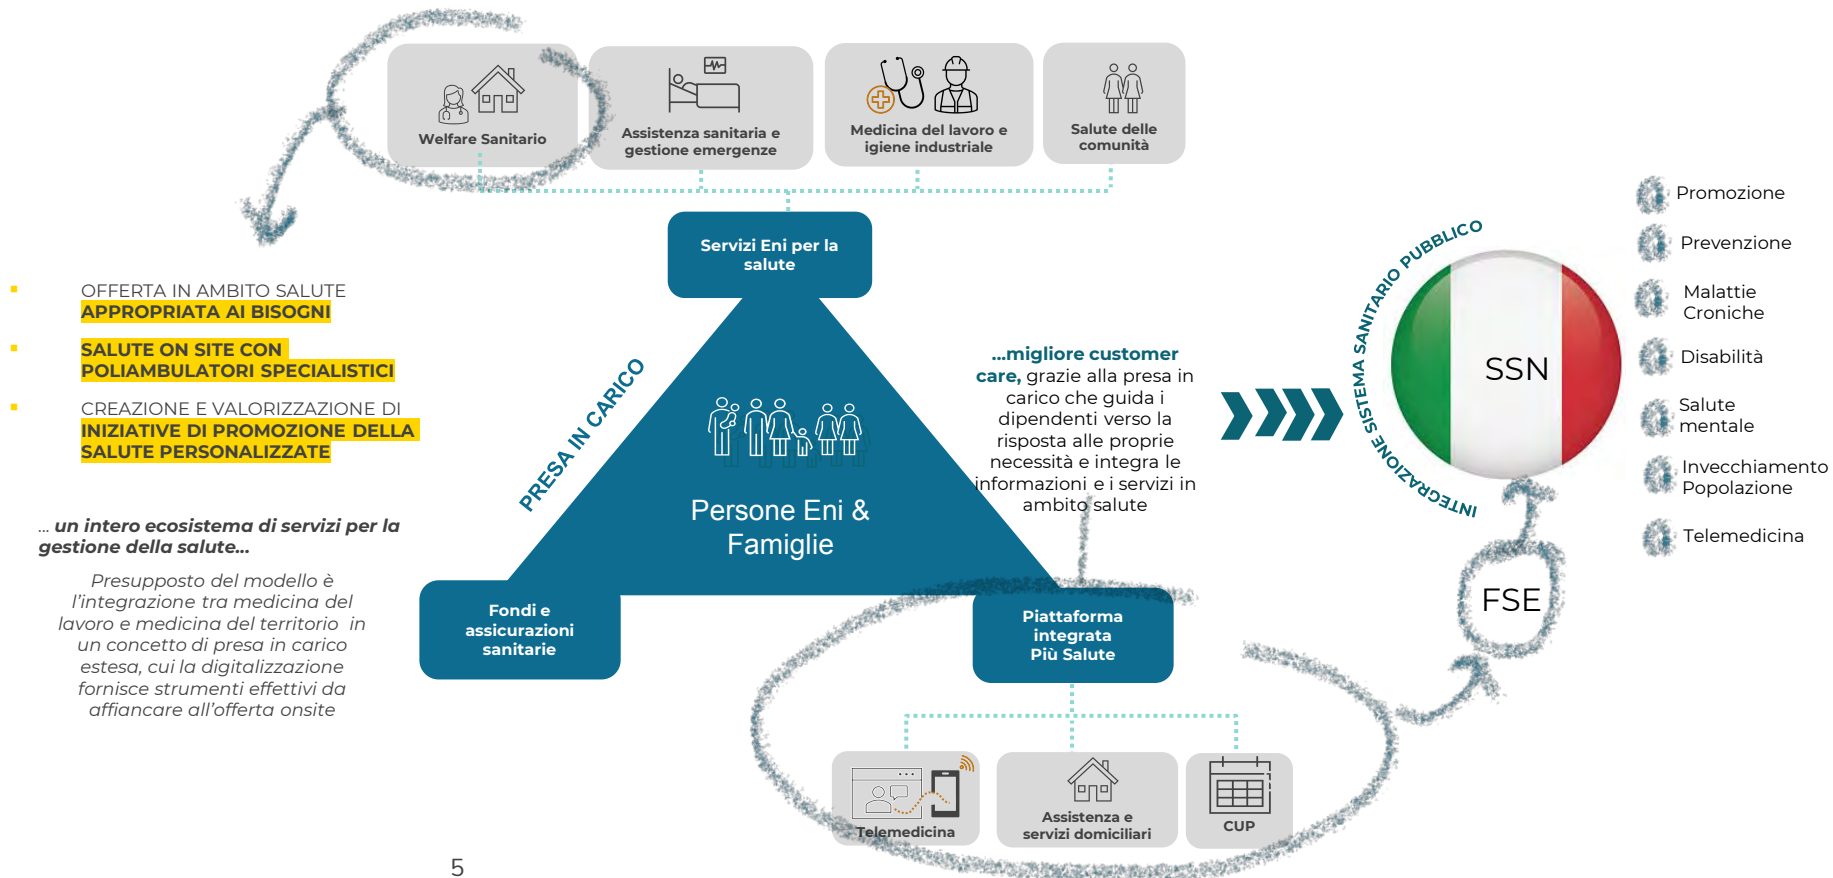 Welfare Sanitario
Assistenza sanitaria e
gestione emergenze
Medicina del lavoro e
igiene industriale
Salute delle
comunità
Servizi Eni per la
salute
OFFERTA IN AMBITO SALUTE
APPROPRIATA AI BISOGNI
SALUTE ON SITE CON
POLIAMBULATORI SPECIALISTICI
CREAZIONE E VALORIZZAZIONE DI
INIZIATIVE DI PROMOZIONE DELLA
SALUTE PERSONALIZZATE
... un intero ecosistema di servizi per la
gestione della salute...
Presupposto del modello è
l'integrazione tra medicina del
lavoro e medicina del territorio in
un concetto di presa in carico
estesa, cui la digitalizzazione
fornisce strumenti effettivi da
affiancare all'offerta onsite
PRESA IN CARICO
Persone Eni &
Famiglie
...migliore customer
care, grazie alla presa in
carico che guida i
dipendenti verso la
risposta alle proprie
necessità e integra le
informazioni e i servizi in
ambito salute
Fondi e
assicurazioni
sanitarie
Piattaforma
integrata
Più Salute
Telemedicina
Assistenza e
servizi domiciliari
CUP
INTEGRAZIONE SISTEMA SANITARIO PUBBLICO
SSN
FSE
Promozione
Prevenzione
Malattie
Croniche
Disabilità
Salute
mentale
Invecchiamento
Popolazione
Telemedicina
5